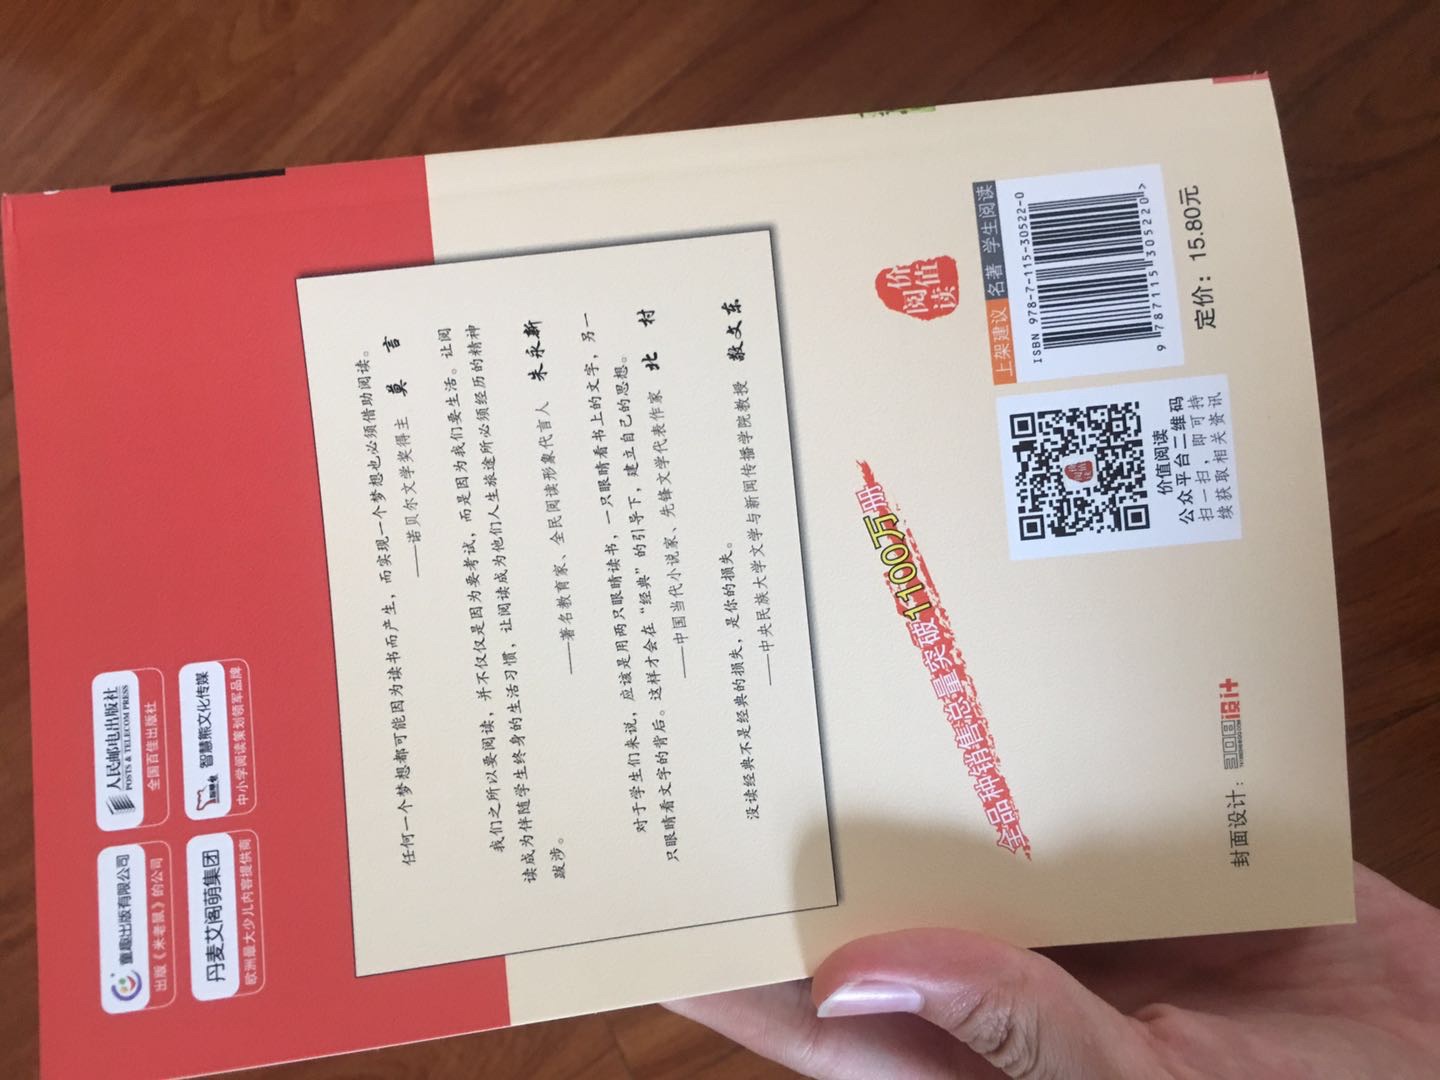 童趣出版有限公司
出版《米老鼠》的公司
人民邮电出版社
POSTS & TELECOM PRESS
全国百佳出版社
丹麦艾阁萌集团
欧洲最大少儿内容提供商
智慧熊文化传媒
中小学阅读策划领军品牌
任何一个梦想都可能因为读书而产生，而实现一个梦想也必须借助阅读。
——诺贝尔文学奖得主 莫 言
我们之所以要阅读，并不仅仅是因为要考试，而是因为我们要生活。让阅
读成为伴随学生终身的生活习惯，让阅读成为他们人生旅途所必须经历的精神
跋涉。
——著名教育家、全民阅读形象代言人 朱永新
对于学生们来说，应该是用两只眼睛读书，一只眼睛看书上的文字，另一
只眼睛看文字的背后。这样才会在“经典”的引导下，建立自己的思想。
——中国当代小说家、先锋文学代表作家 北 村
没读经典不是经典的损失，是你的损失。
——中央民族大学文学与新闻传播学院教授 敬文东
价值
阅读
全品种销售总量突破1100万册
上架建议 名著 学生阅读
ISBN 978-7-115-30522-0
9 787115 305220 >
定价：15.80元
价值阅读
公众平台二维码
扫一扫，即可持
续获取相关资讯
封面设计：